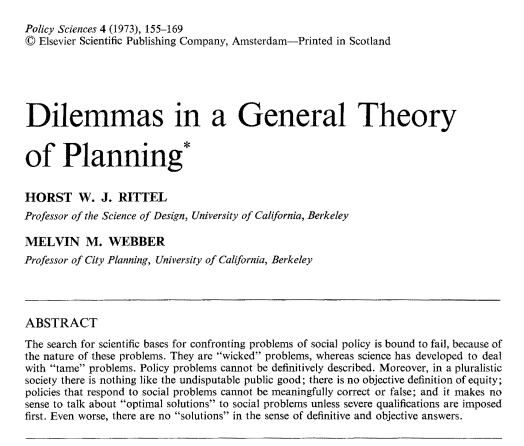 Policy Sciences 4 (1973), 155–169
© Elsevier Scientific Publishing Company, Amsterdam—Printed in Scotland
Dilemmas in a General Theory
of Planning*
HORST W. J. RITTEL
Professor of the Science of Design, University of California, Berkeley
MELVIN M. WEBBER
Professor of City Planning, University of California, Berkeley
ABSTRACT
The search for scientific bases for confronting problems of social policy is bound to fail, because of
the nature of these problems. They are “wicked” problems, whereas science has developed to deal
with “tame” problems. Policy problems cannot be definitively described. Moreover, in a pluralistic
society there is nothing like the undisputable public good; there is no objective definition of equity;
policies that respond to social problems cannot be meaningfully correct or false; and it makes no
sense to talk about “optimal solutions” to social problems unless severe qualifications are imposed
first. Even worse, there are no “solutions” in the sense of definitive and objective answers.